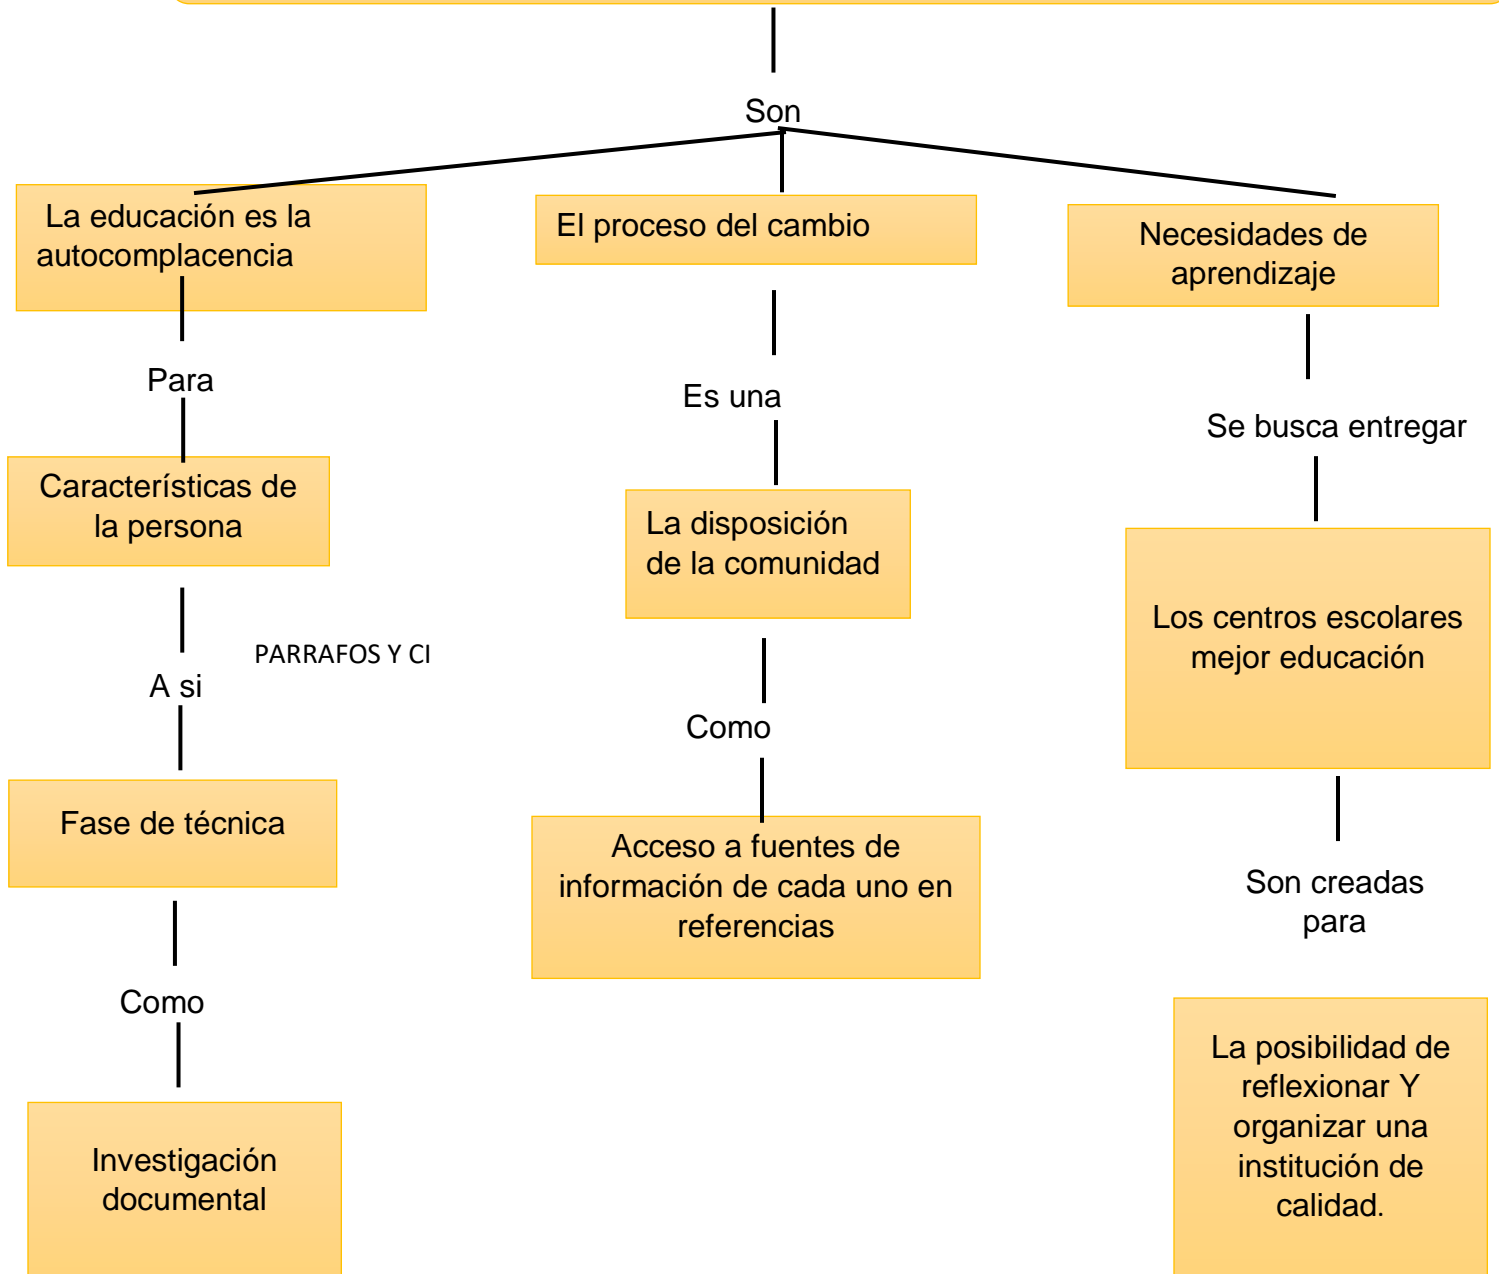 Son
La educación es la
autocomplacencia
Para
Características de
la persona
A si
PARRAFOS Y CI
Fase de técnica
Como
Investigación
documental
El proceso del cambio
Es una
La disposición
de la comunidad
Como
Acceso a fuentes de
información de cada uno en
referencias
Necesidades de
aprendizaje
Se busca entregar
Los centros escolares
mejor educación
Son creadas
para
La posibilidad de
reflexionar Y
organizar una
institución de
calidad.